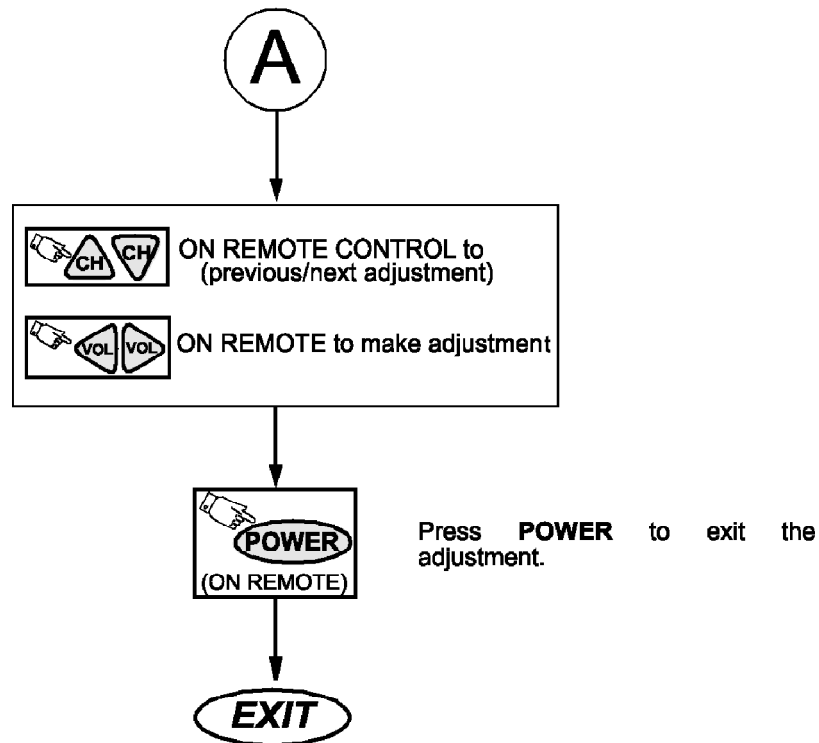 A
CH CH ON REMOTE CONTROL to
(previous/next adjustment)
VOL VOL ON REMOTE to make adjustment
POWER
(ON REMOTE)
Press POWER to exit the
adjustment.
EXIT